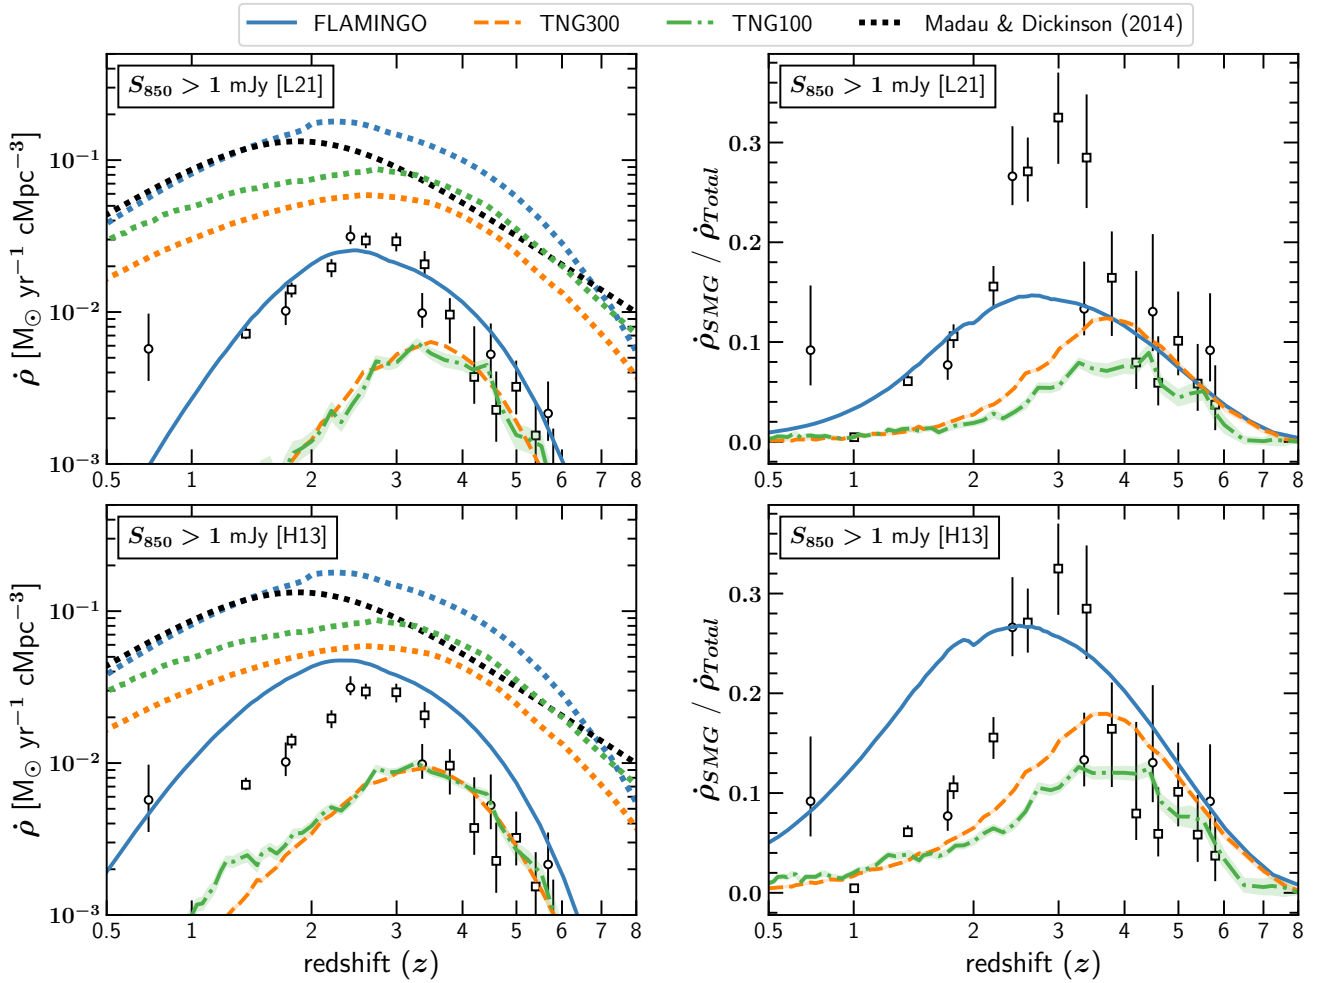 FLAMINGO TNG300 TNG100 Madau & Dickinson (2014)
S₈₅₀ > 1 mJy [L21]
ρ̇ [M⊙ yr⁻¹ cMpc⁻³]
10⁻¹
10⁻²
10⁻³
0.5 1 2 3 4 5 6 7 8
S₈₅₀ > 1 mJy [L21]
ρ̇SMG / ρ̇Total
0.3
0.2
0.1
0.0
0.5 1 2 3 4 5 6 7 8
S₈₅₀ > 1 mJy [H13]
ρ̇ [M⊙ yr⁻¹ cMpc⁻³]
10⁻¹
10⁻²
10⁻³
0.5 1 2 3 4 5 6 7 8
redshift (z)
S₈₅₀ > 1 mJy [H13]
ρ̇SMG / ρ̇Total
0.3
0.2
0.1
0.0
0.5 1 2 3 4 5 6 7 8
redshift (z)